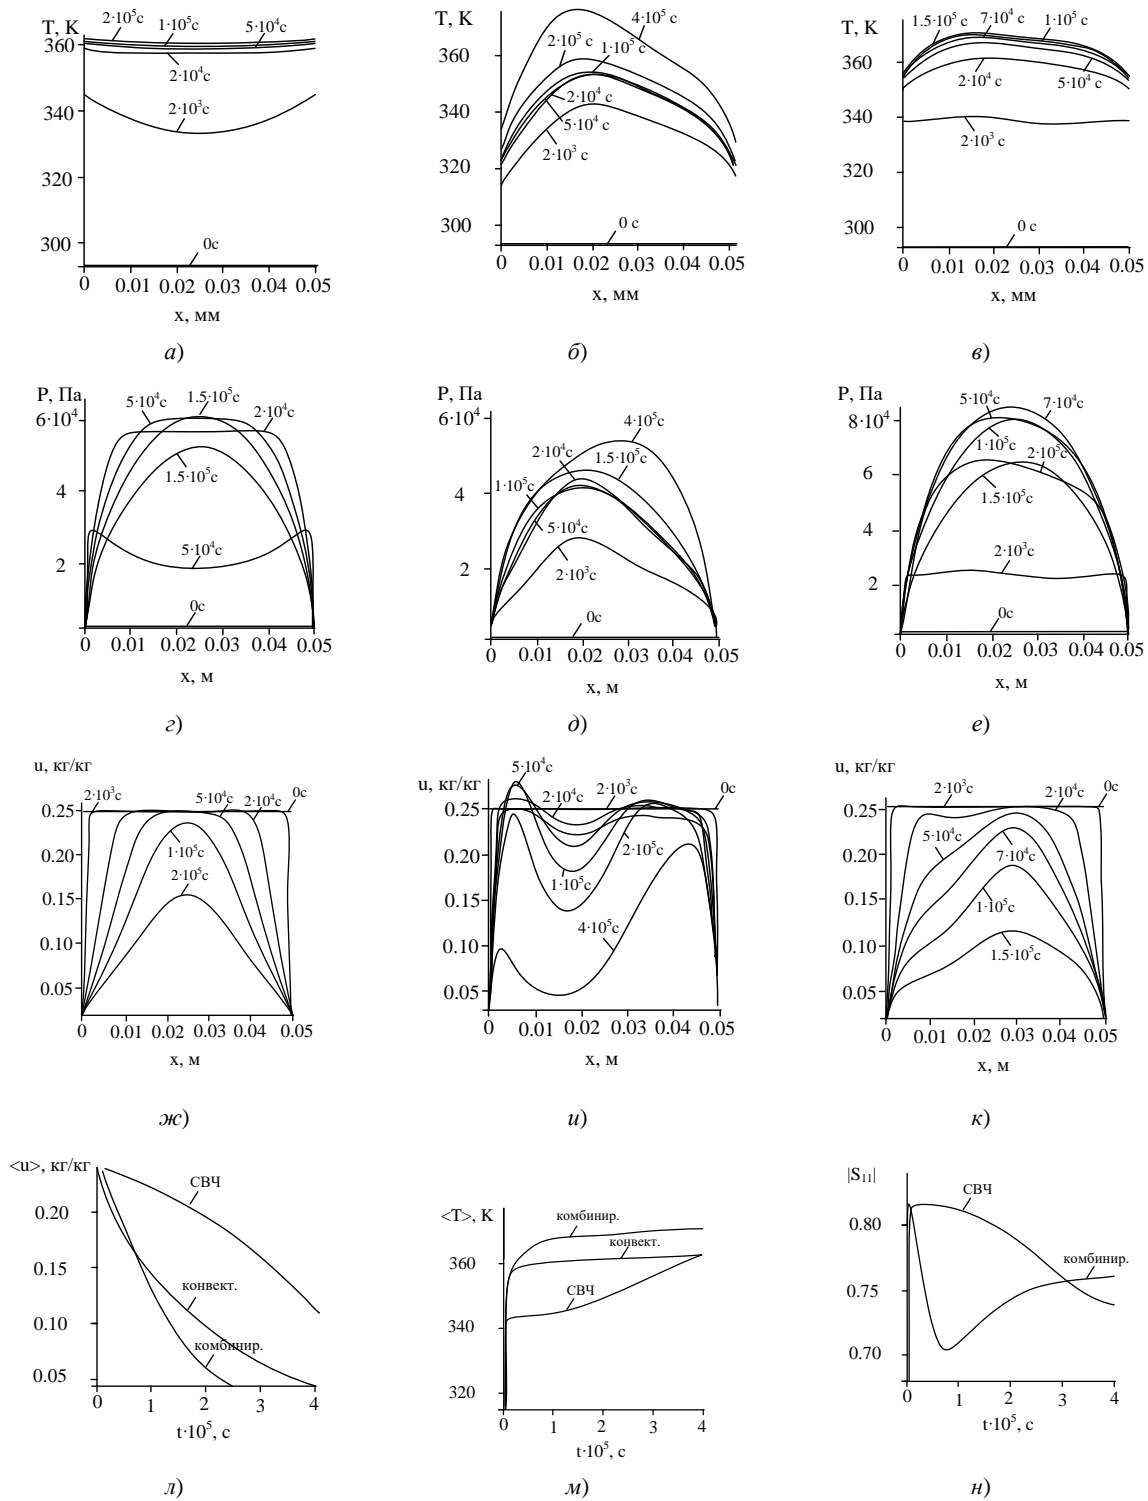 T, K
360
340
320
300
2·10⁵c
1·10⁵c
5·10⁴c
2·10⁴c
2·10³c
0c
0 0.01 0.02 0.03 0.04 0.05
x, мм
а)
T, K
360
340
320
300
4·10⁵ c
2·10⁵ c
1·10⁵c
2·10⁴ c
5·10⁴ c
2·10³ c
0 c
0 0.01 0.02 0.03 0.04 0.05
x, мм
б)
T, K
360
340
320
300
1.5·10⁵ c
7·10⁴ c
1·10⁵c
2·10⁴ c
5·10⁴ c
2·10³ c
0 c
0 0.01 0.02 0.03 0.04 0.05
x, мм
в)
P, Па
6·10⁴
4
2
5·10⁴c
1.5·10⁵c
2·10⁴c
1.5·10⁵c
5·10⁴c
0c
0 0.01 0.02 0.03 0.04 0.05
x, м
г)
P, Па
6·10⁴
4
2
4·10⁵c
2·10⁴c
1.5·10⁵c
1·10⁵c
5·10⁴c
2·10³c
0c
0 0.01 0.02 0.03 0.04 0.05
x, м
д)
P, Па
8·10⁴
6
4
2
5·10⁴c
7·10⁴c
1·10⁵c
2·10⁵c
1.5·10⁵c
2·10³c
0c
0 0.01 0.02 0.03 0.04 0.05
x, м
е)
u, кг/кг
0.25
0.20
0.15
0.10
0.05
2·10³c
5·10⁴c
2·10⁴c
0c
1·10⁵c
2·10⁵c
0 0.01 0.02 0.03 0.04 0.05
x, м
ж)
u, кг/кг
0.25
0.20
0.15
0.10
0.05
5·10⁴c
2·10⁴c
2·10³c
0c
2·10⁵c
1·10⁵c
4·10⁵c
0 0.01 0.02 0.03 0.04 0.05
x, м
и)
u, кг/кг
0.25
0.20
0.15
0.10
0.05
2·10³c
2·10⁴c
0c
5·10⁴c
7·10⁴c
1·10⁵c
1.5·10⁵c
0 0.01 0.02 0.03 0.04 0.05
x, м
к)
<u>, кг/кг
0.20
0.15
0.10
0.05
СВЧ
конвект.
комбинир.
0 1 2 3 4
t·10⁵, c
л)
<T>, K
360
340
320
комбинир.
конвект.
СВЧ
0 1 2 3 4
t·10⁵, c
м)
|S₁₁|
0.80
0.75
0.70
СВЧ
комбинир.
0 1 2 3 4
t·10⁵, c
н)